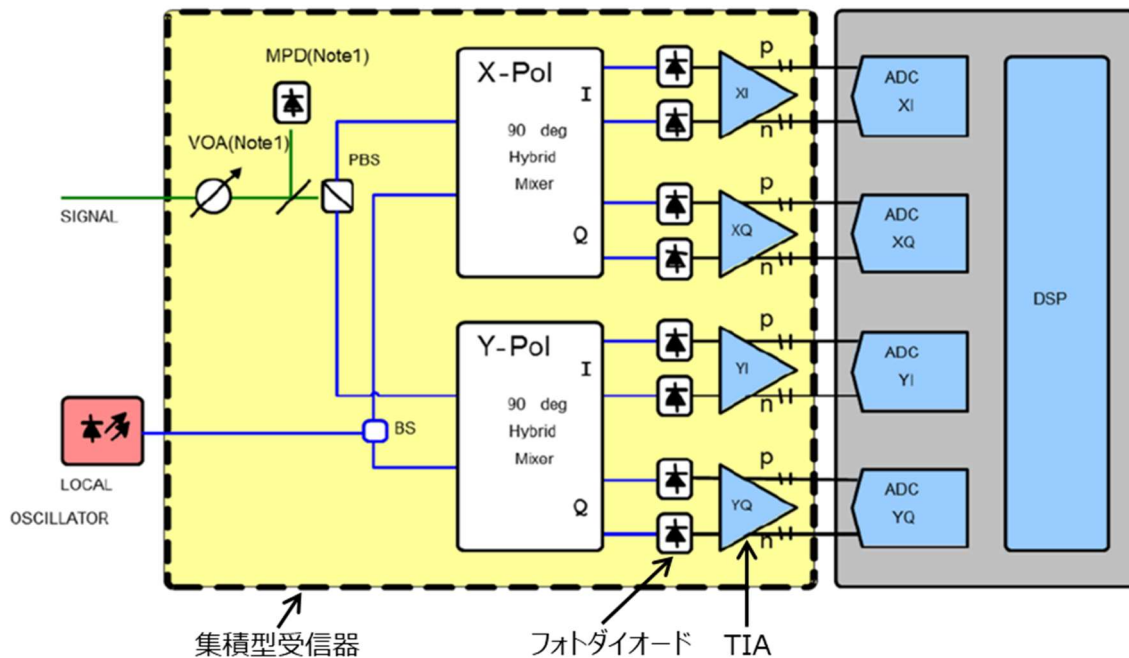 MPD(Note1)
VOA(Note1)
PBS
SIGNAL
X-Pol
I
90 deg
Hybrid
Mixer
Q
p
XI
n
ADC
XI
p
XQ
n
ADC
XQ
DSP
Y-Pol
I
90 deg
Hybrid
Mixer
Q
p
YI
n
ADC
YI
p
YQ
n
ADC
YQ
BS
LOCAL
OSCILLATOR
集積型受信器
フォトダイオード
TIA